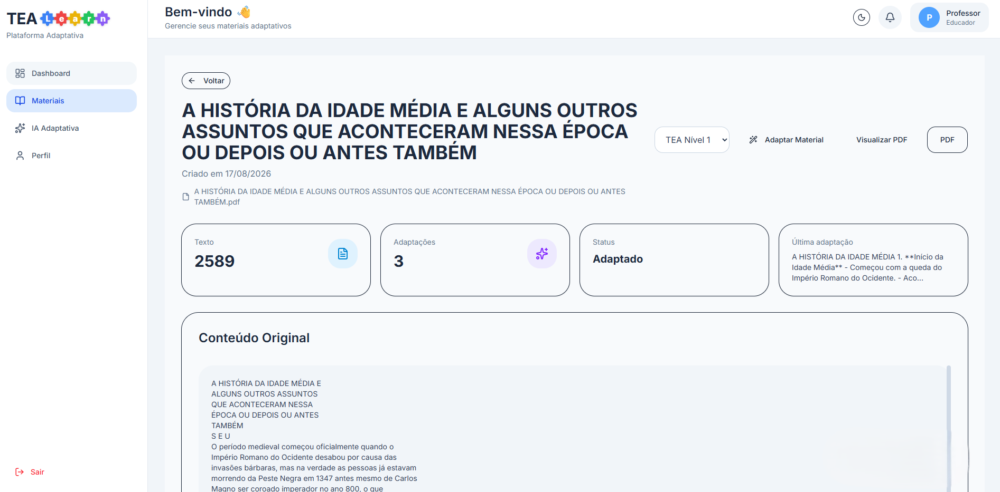 TEA Learn
Plataforma Adaptativa
Dashboard
Materiais
IA Adaptativa
Perfil
Sair
Bem-vindo 👋
Gerencie seus materiais adaptativos
P
Professor
Educador
Voltar
A HISTÓRIA DA IDADE MÉDIA E ALGUNS OUTROS
ASSUNTOS QUE ACONTECERAM NESSA ÉPOCA
OU DEPOIS OU ANTES TAMBÉM
Criado em 17/08/2026
A HISTÓRIA DA IDADE MÉDIA E ALGUNS OUTROS ASSUNTOS QUE ACONTECERAM NESSA ÉPOCA OU DEPOIS OU ANTES
TAMBÉM.pdf
TEA Nível 1
Adaptar Material
Visualizar PDF
PDF
Texto
2589
Adaptações
3
Status
Adaptado
Última adaptação
A HISTÓRIA DA IDADE MÉDIA 1. **Início da
Idade Média** - Começou com a queda do
Império Romano do Ocidente. - Aco...
Conteúdo Original
A HISTÓRIA DA IDADE MÉDIA E
ALGUNS OUTROS ASSUNTOS
QUE ACONTECERAM NESSA
ÉPOCA OU DEPOIS OU ANTES
TAMBÉM
S E U
O período medieval começou oficialmente quando o
Império Romano do Ocidente desabou por causa das
invasões bárbaras, mas na verdade as pessoas já estavam
morrendo da Peste Negra em 1347 antes mesmo de Carlos
Magno ser coroado imperador no ano 800, o que